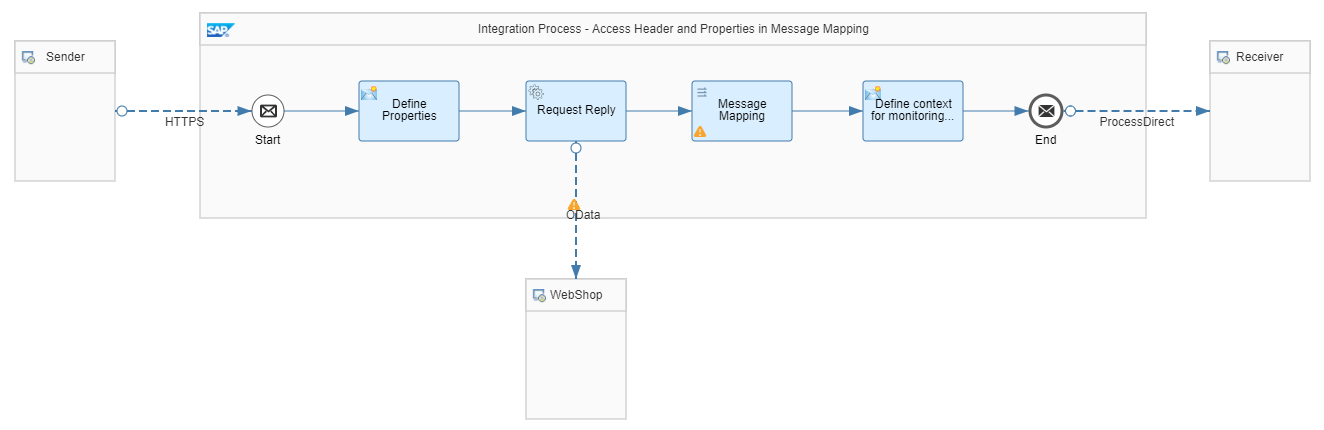 SAP
Integration Process - Access Header and Properties in Message Mapping
Sender
Receiver
HTTPS
Start
Define
Properties
Request Reply
Message
Mapping
Define context
for monitoring...
End
ProcessDirect
OData
WebShop